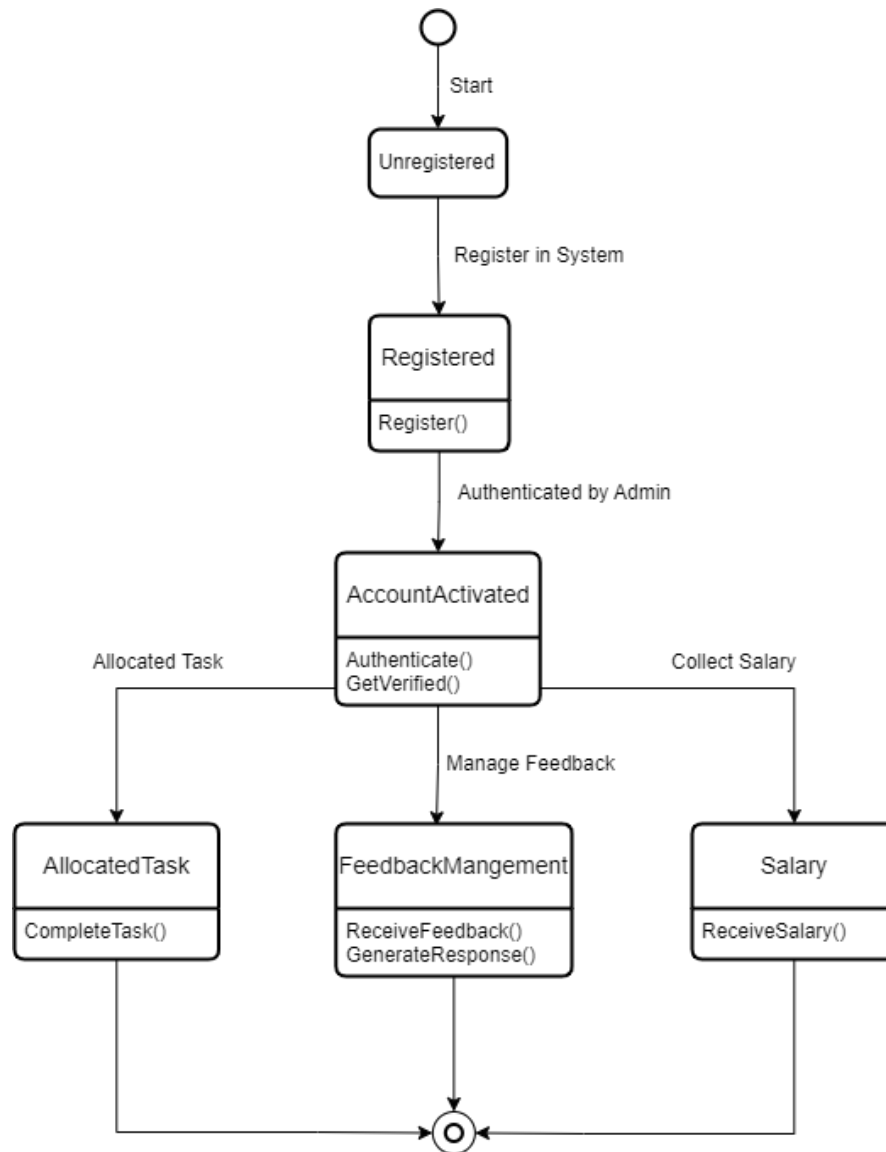 Start
Unregistered
Register in System
Registered
Register()
Authenticated by Admin
AccountActivated
Authenticate()
GetVerified()
Allocated Task
Collect Salary
Manage Feedback
AllocatedTask
CompleteTask()
FeedbackMangement
ReceiveFeedback()
GenerateResponse()
Salary
ReceiveSalary()